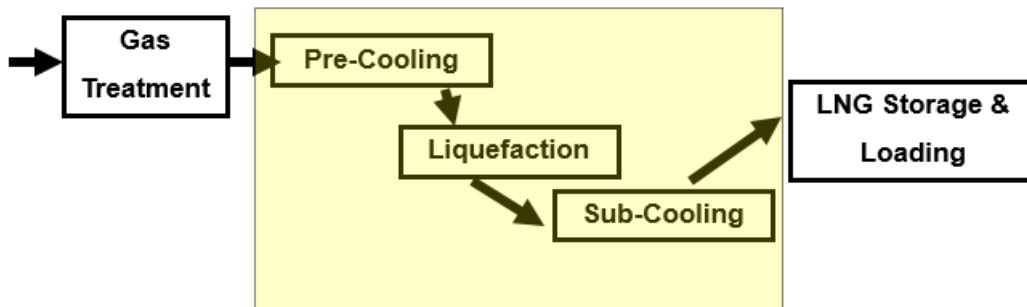 Gas
Treatment
Pre-Cooling
Liquefaction
Sub-Cooling
LNG Storage &
Loading